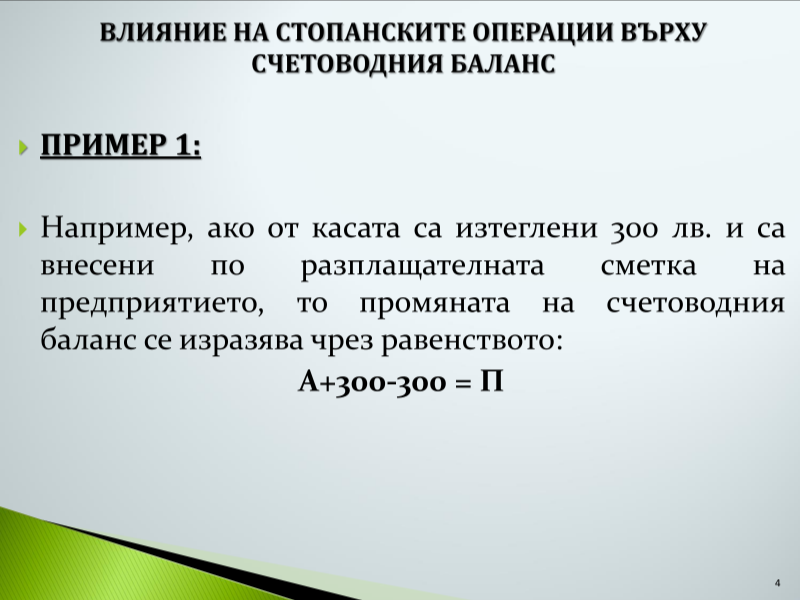 ВЛИЯНИЕ НА СТОПАНСКИТЕ ОПЕРАЦИИ ВЪРХУ
СЧЕТОВОДНИЯ БАЛАНС
ПРИМЕР 1:
Например, ако от касата са изтеглени 300 лв. и са
внесени по разплащателната сметка на
предприятието, то промяната на счетоводния
баланс се изразява чрез равенството:
А+300-300 = П
4